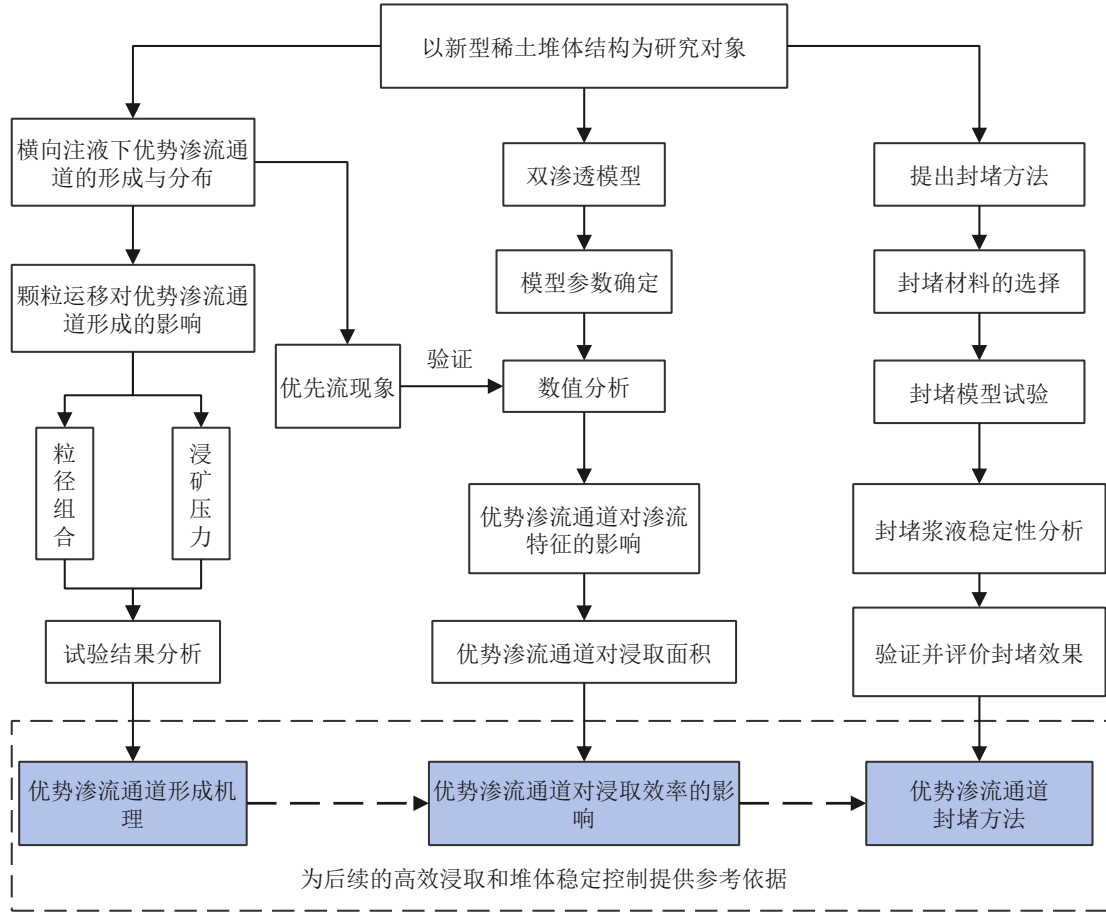 以新型稀土堆体结构为研究对象
横向注液下优势渗流通
道的形成与分布
颗粒运移对优势渗流通
道形成的影响
粒径组合
浸矿压力
试验结果分析
优先流现象
验证
双渗透模型
模型参数确定
数值分析
优势渗流通道对渗流
特征的影响
优势渗流通道对浸取面积
提出封堵方法
封堵材料的选择
封堵模型试验
封堵浆液稳定性分析
验证并评价封堵效果
优势渗流通道形成机
理
优势渗流通道对浸取效率的影
响
优势渗流通道
封堵方法
为后续的高效浸取和堆体稳定控制提供参考依据